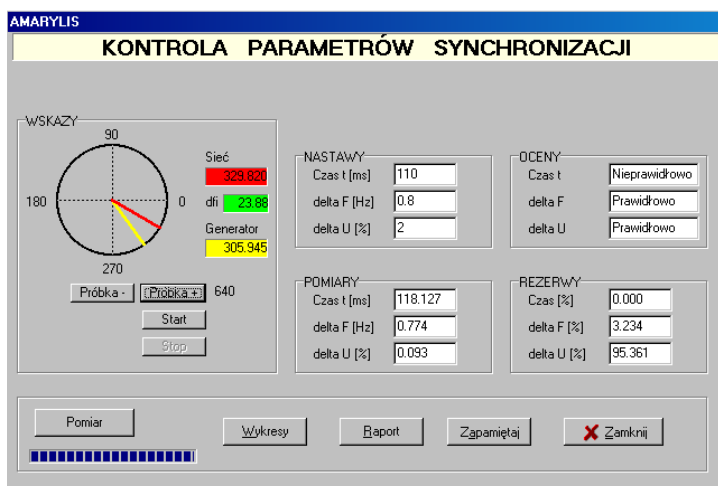 AMARYLIS
KONTROLA PARAMETRÓW SYNCHRONIZACJI
WSKAZY
90
180
0
270
Sieć
329.820
dfi 23.88
Generator
305.945
Próbka - Próbka + 640
Start
Stop
NASTAWY
Czas t [ms] 110
delta F [Hz] 0.8
delta U [%] 2
OCENY
Czas t Nieprawidłowo
delta F Prawidłowo
delta U Prawidłowo
POMIARY
Czas t [ms] 118.127
delta F [Hz] 0.774
delta U [%] 0.093
REZERWY
Czas [%] 0.000
delta F [%] 3.234
delta U [%] 95.361
Pomiar Wykresy Raport Zapamiętaj Zamknij